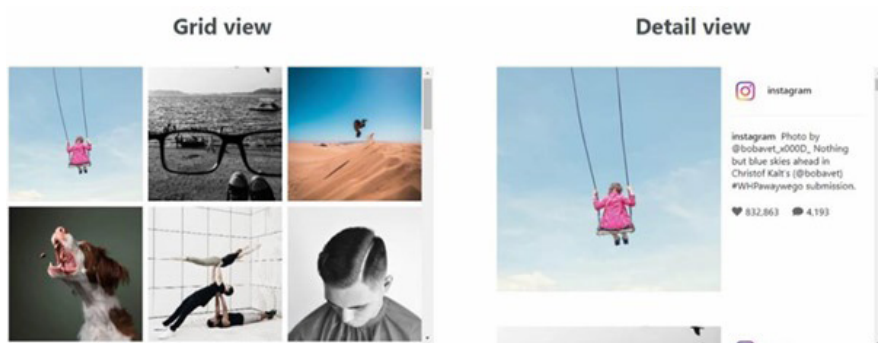 Grid view
Detail view
instagram
instagram Photo by
@bobavet_x000D_ Nothing
but blue skies ahead in
Christof Kait's (@bobavet)
#WHPawaywego submission.
832,863 4,193